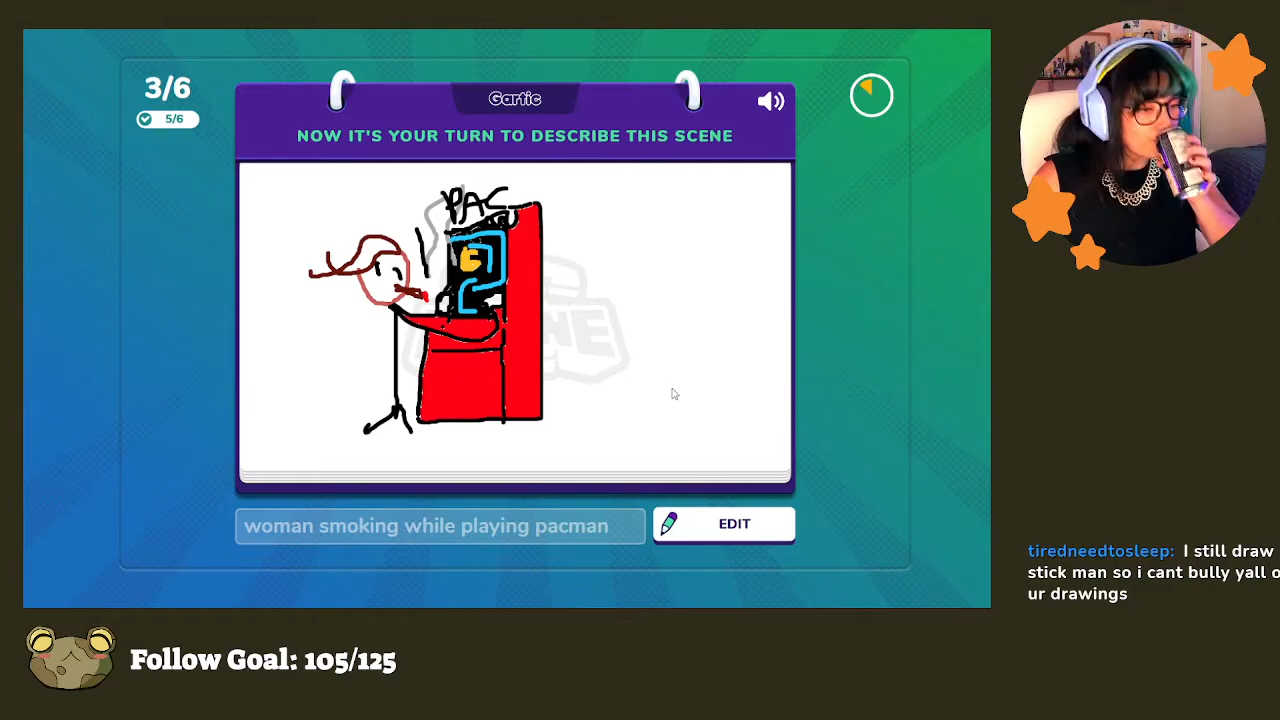 3/6
5/6
Gartic
NOW IT'S YOUR TURN TO DESCRIBE THIS SCENE
PAC
woman smoking while playing pacman
EDIT
tiredneedtosleep: I still draw
stick man so i cant bully yall o
ur drawings
Follow Goal: 105/125